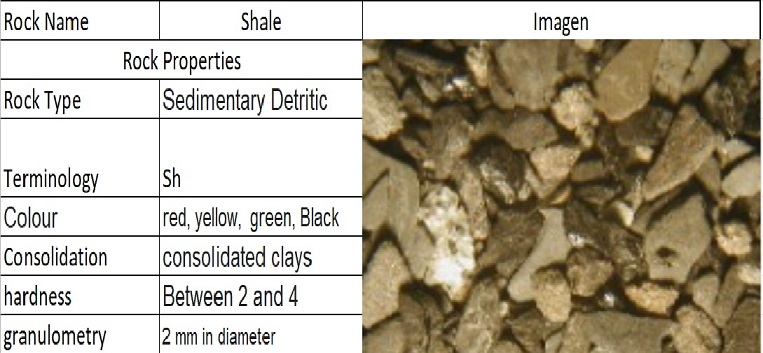 Rock Name Shale Imagen
Rock Properties
Rock Type Sedimentary Detritic
Terminology Sh
Colour red, yellow, green, Black
Consolidation consolidated clays
hardness Between 2 and 4
granulometry 2 mm in diameter